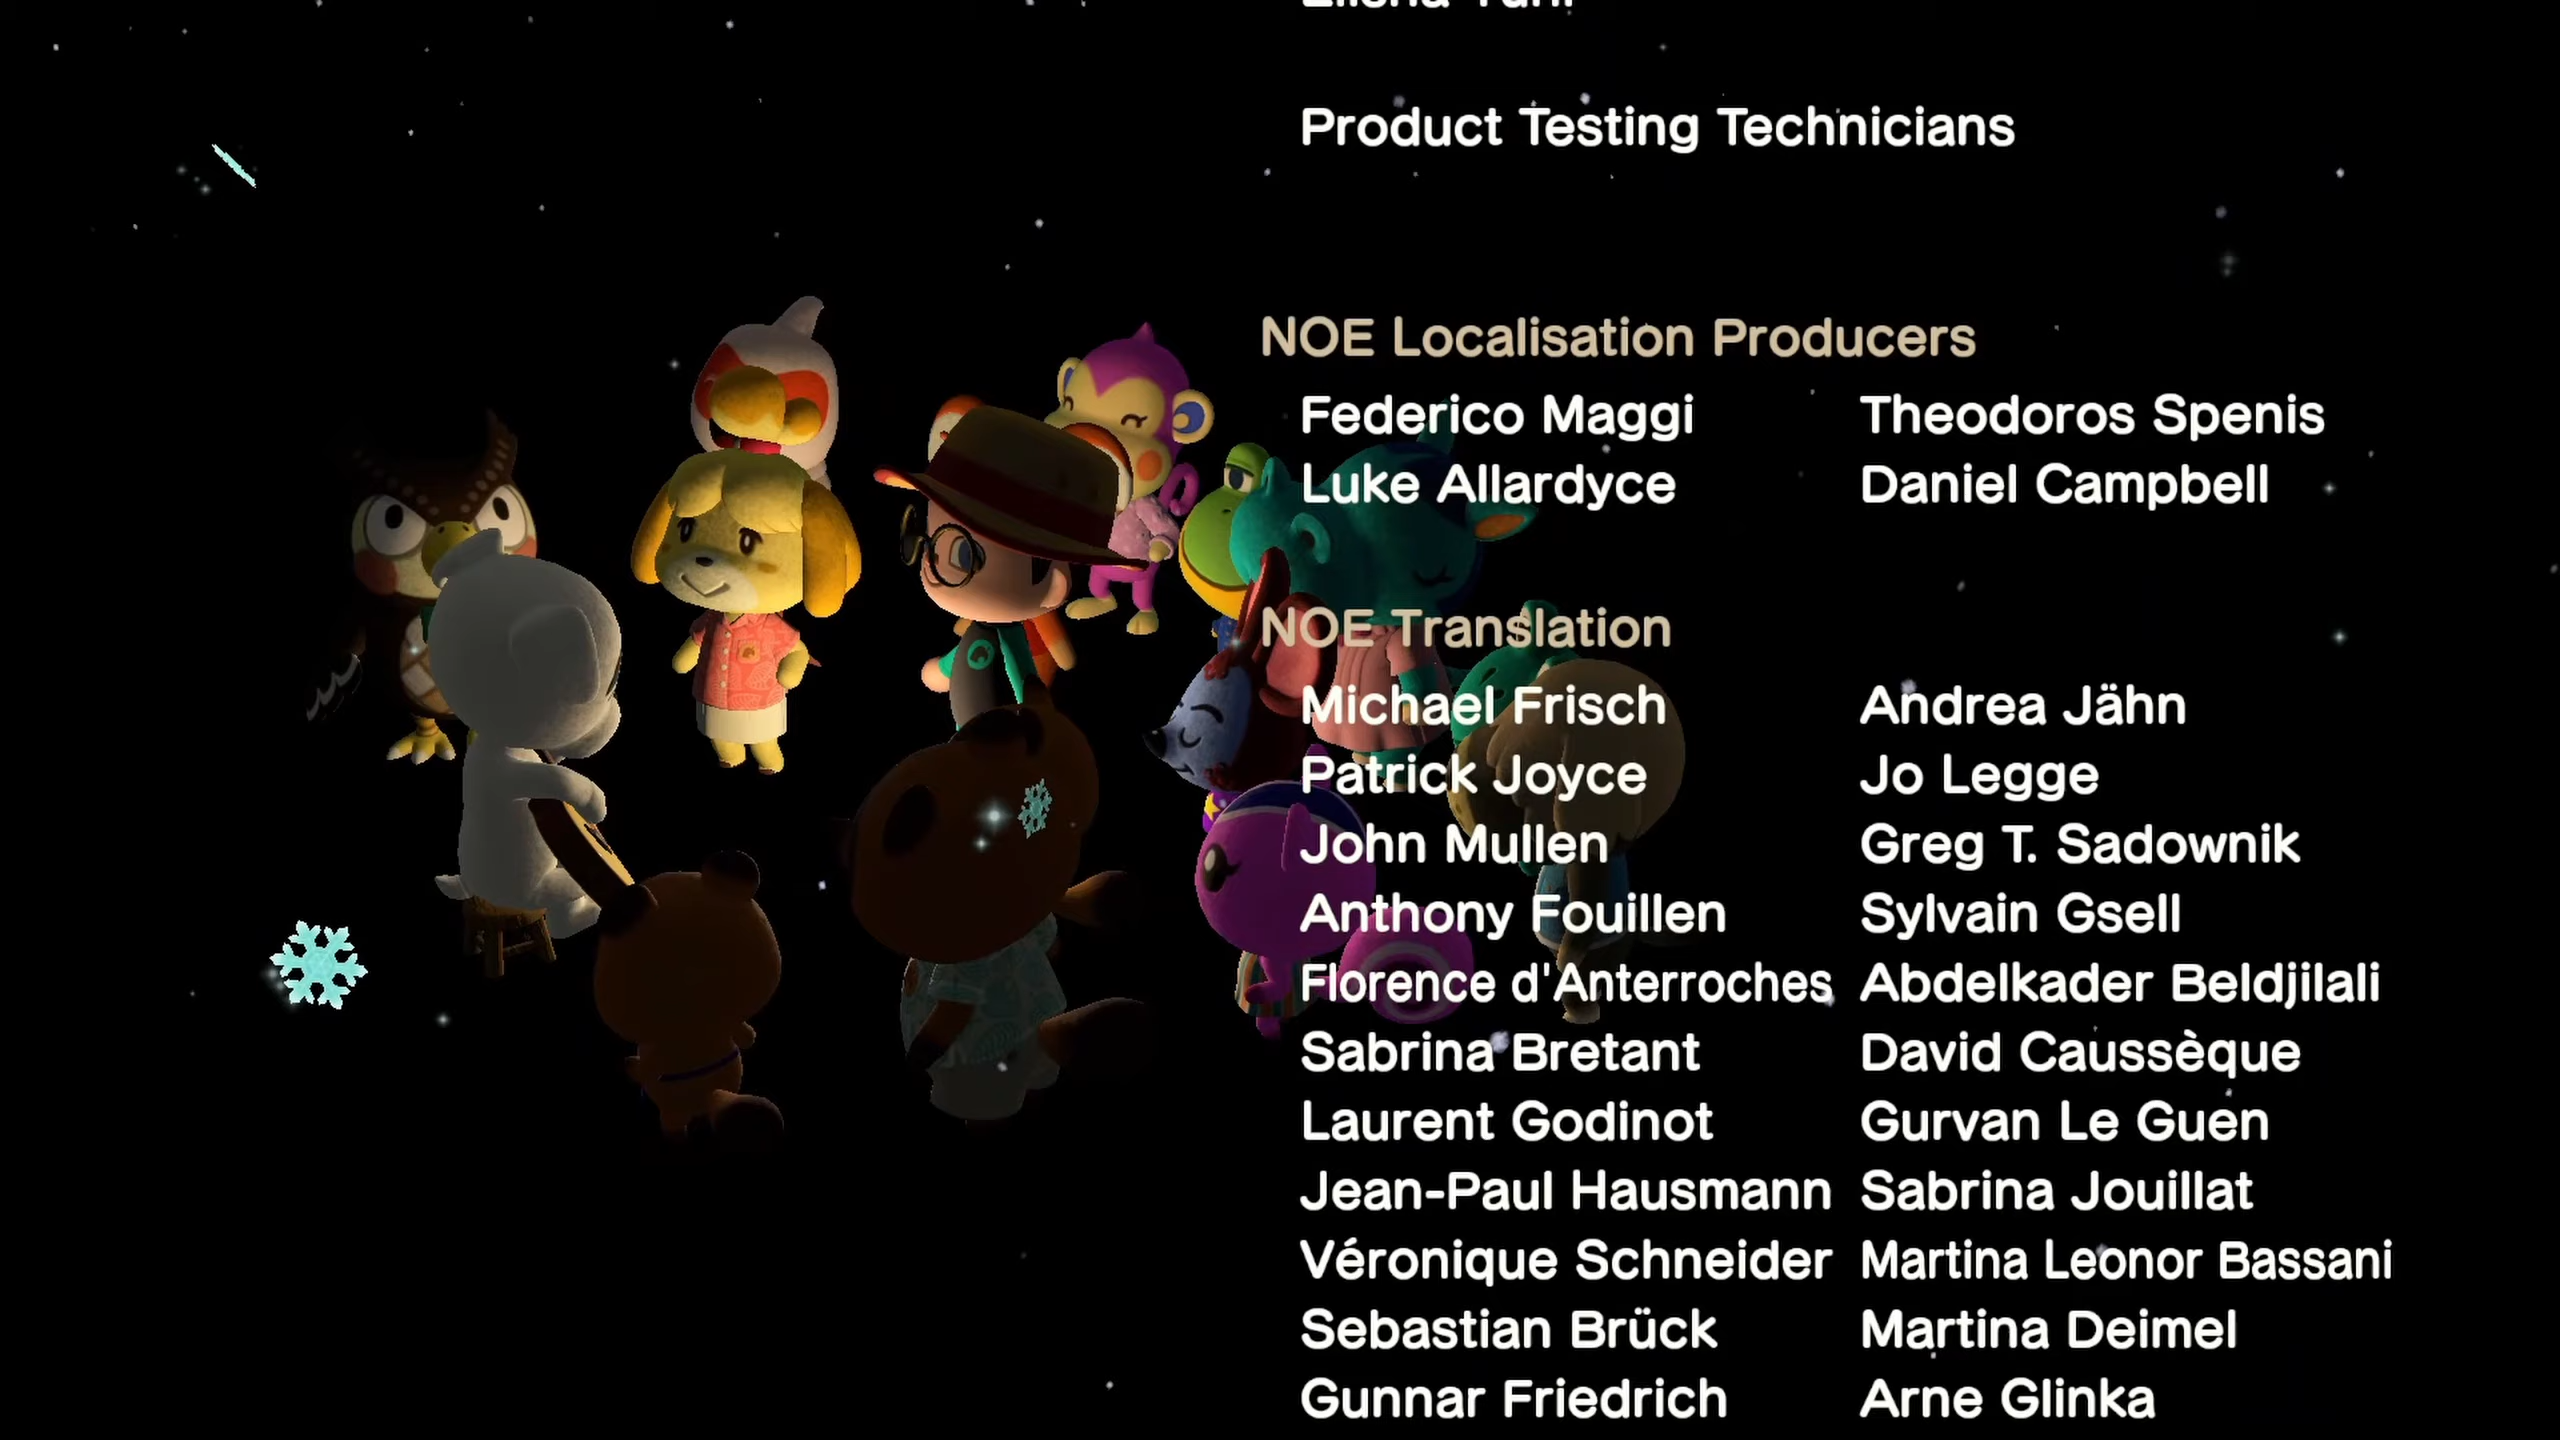 Product Testing Technicians
NOE Localisation Producers
Federico Maggi Theodoros Spenis
Luke Allardyce Daniel Campbell
NOE Translation
Michael Frisch Andrea Jähn
Patrick Joyce Jo Legge
John Mullen Greg T. Sadownik
Anthony Fouillen Sylvain Gsell
Florence d'Anterroches Abdelkader Beldjilali
Sabrina Bretant David Caussèque
Laurent Godinot Gurvan Le Guen
Jean-Paul Hausmann Sabrina Jouillat
Véronique Schneider Martina Leonor Bassani
Sebastian Brück Martina Deimel
Gunnar Friedrich Arne Glinka